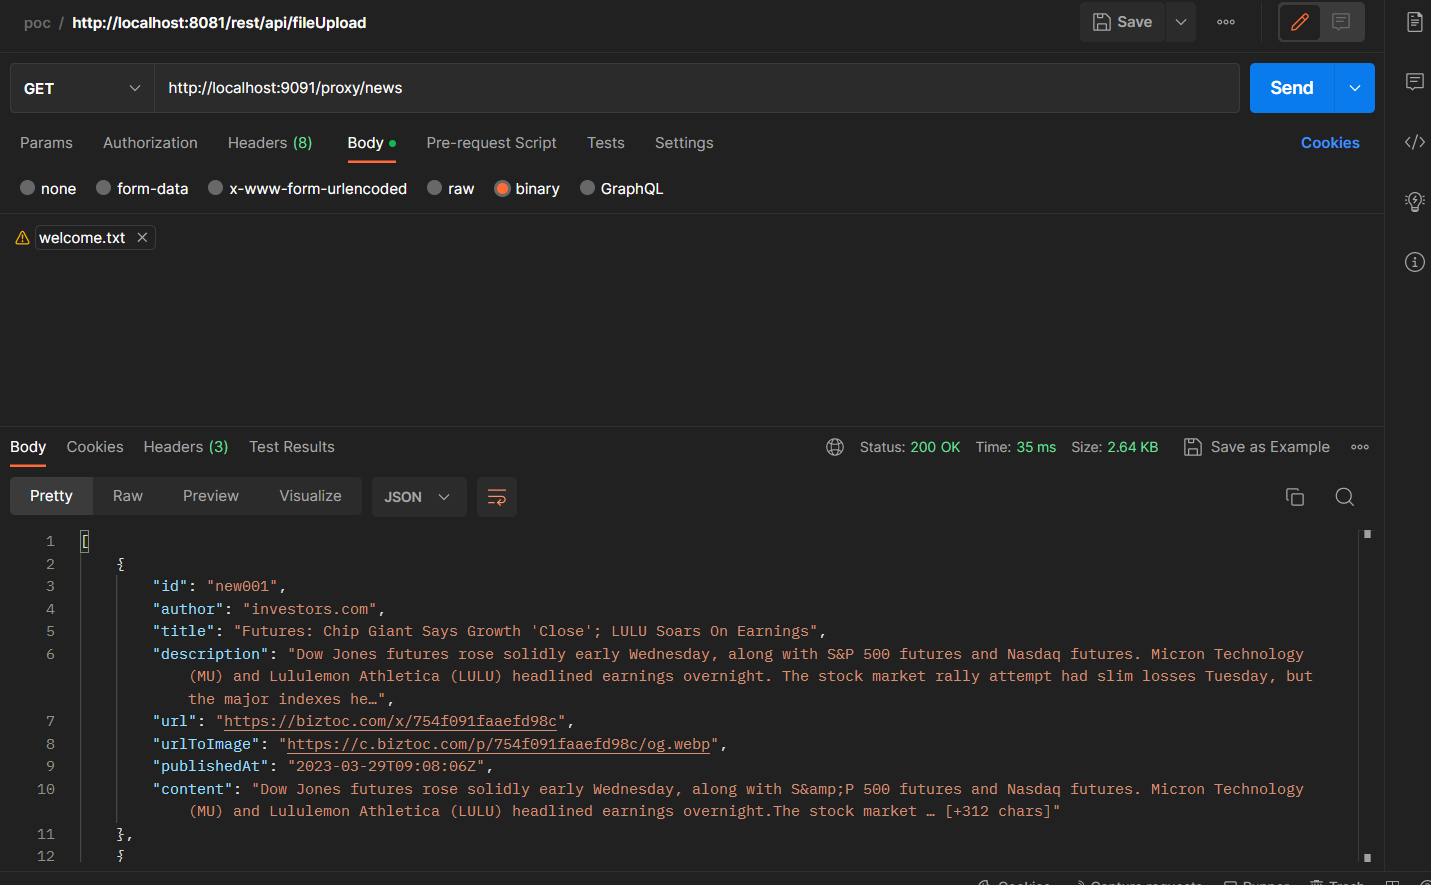 poc / http://localhost:8081/rest/api/fileUpload Save
GET http://localhost:9091/proxy/news Send
Params Authorization Headers (8) Body Pre-request Script Tests Settings Cookies
none form-data x-www-form-urlencoded raw binary GraphQL
welcome.txt
Body Cookies Headers (3) Test Results Status: 200 OK Time: 35 ms Size: 2.64 KB Save as Example
Pretty Raw Preview Visualize JSON
1 [
2 {
3 "id": "new001",
4 "author": "investors.com",
5 "title": "Futures: Chip Giant Says Growth 'Close'; LULU Soars On Earnings",
6 "description": "Dow Jones futures rose solidly early Wednesday, along with S&P 500 futures and Nasdaq futures. Micron Technology
(MU) and Lululemon Athletica (LULU) headlined earnings overnight. The stock market rally attempt had slim losses Tuesday, but
the major indexes he…",
7 "url": "https://biztoc.com/x/754f091faaefd98c",
8 "urlToImage": "https://c.biztoc.com/p/754f091faaefd98c/og.webp",
9 "publishedAt": "2023-03-29T09:08:06Z",
10 "content": "Dow Jones futures rose solidly early Wednesday, along with S&amp;P 500 futures and Nasdaq futures. Micron Technology
(MU) and Lululemon Athletica (LULU) headlined earnings overnight.The stock market … [+312 chars]"
11 },
12 {
Cookies Capture requests Runner Trash